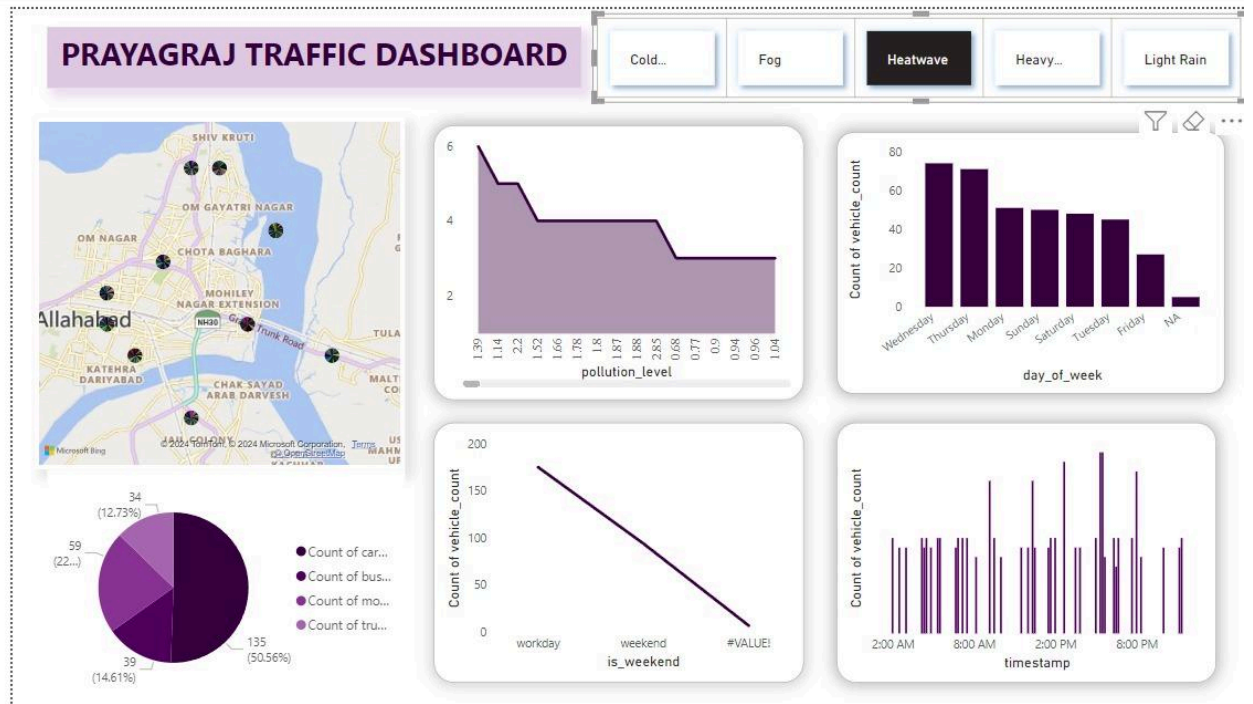 PRAYAGRAJ TRAFFIC DASHBOARD
Cold...
Fog
Heatwave
Heavy...
Light Rain
SHIV KRUTI
OM GAYATRI NAGAR
OM NAGAR
CHOTA BAGHARA
MOHILEY
NAGAR EXTENSION
Allahabad
NH30
Grand Trunk Road
TULA
KATEHRA
DARIYABAD
CHAK SAYAD
ARAB DARVESH
MALT
CO
JAIL COLONY
US
MAHM
UP
Microsoft Bing
© 2024 TomTom, © 2024 Microsoft Corporation, Terms
© OpenStreetMap
6
4
2
1.39
1.14
2.2
1.52
1.66
1.78
1.8
1.87
1.88
2.85
0.68
0.77
0.9
0.94
0.96
1.04
pollution_level
Count of vehicle_count
80
60
40
20
0
Wednesday
Thursday
Monday
Sunday
Saturday
Tuesday
Friday
NA
day_of_week
34
(12.73%)
59
(22...)
39
(14.61%)
135
(50.56%)
Count of car...
Count of bus...
Count of mo...
Count of tru...
Count of vehicle_count
200
150
100
50
0
workday
weekend
#VALUE!
is_weekend
Count of vehicle_count
2:00 AM
8:00 AM
2:00 PM
8:00 PM
timestamp